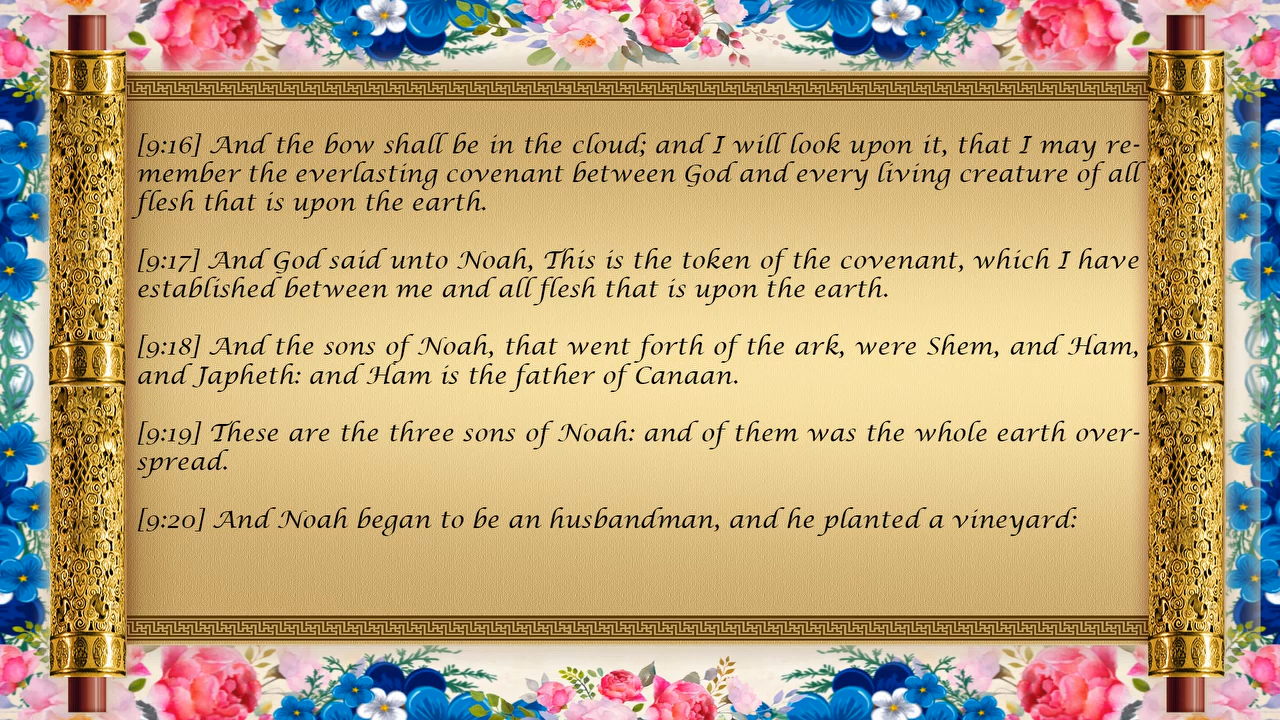 [9:16] And the bow shall be in the cloud; and I will look upon it, that I may re-
member the everlasting covenant between God and every living creature of all
flesh that is upon the earth.
[9:17] And God said unto Noah, This is the token of the covenant, which I have
established between me and all flesh that is upon the earth.
[9:18] And the sons of Noah, that went forth of the ark, were Shem, and Ham,
and Japheth: and Ham is the father of Canaan.
[9:19] These are the three sons of Noah: and of them was the whole earth over-
spread.
[9:20] And Noah began to be an husbandman, and he planted a vineyard: